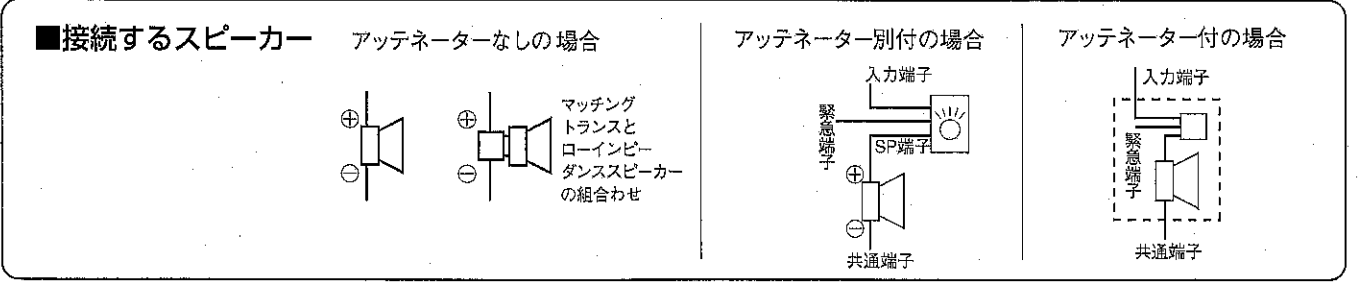 ■接続するスピーカー
アッテネーターなしの場合
⊕
⊖
⊕
⊖
マッチング
トランスと
ローインピー
ダンススピーカー
の組合わせ
アッテネーター別付の場合
入力端子
緊急端子
SP端子
⊕
⊖
共通端子
アッテネーター付の場合
入力端子
緊急端子
共通端子